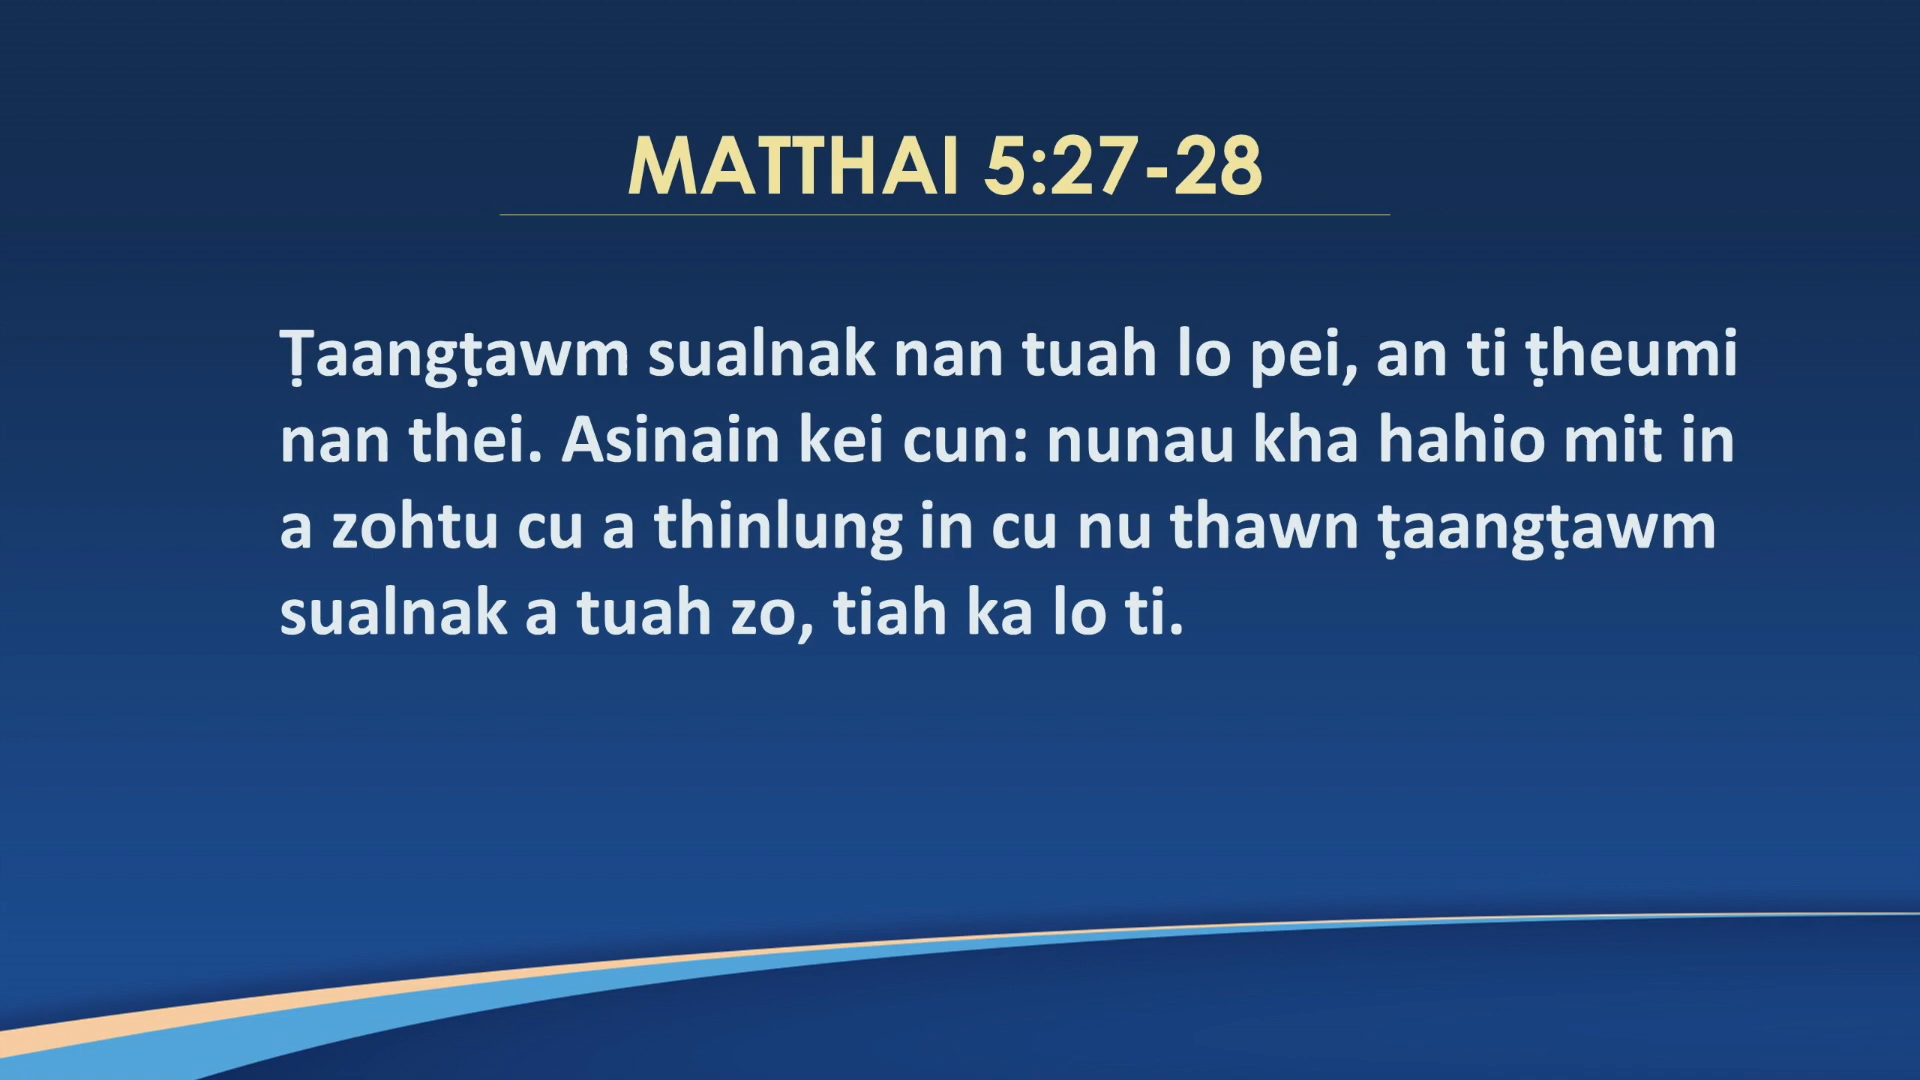 MATTHAI 5:27-28
Ṭaangṭawm sualnak nan tuah lo pei, an ti ṭheumi
nan thei. Asinain kei cun: nunau kha hahio mit in
a zohtu cu a thinlung in cu nu thawn ṭaangṭawm
sualnak a tuah zo, tiah ka lo ti.